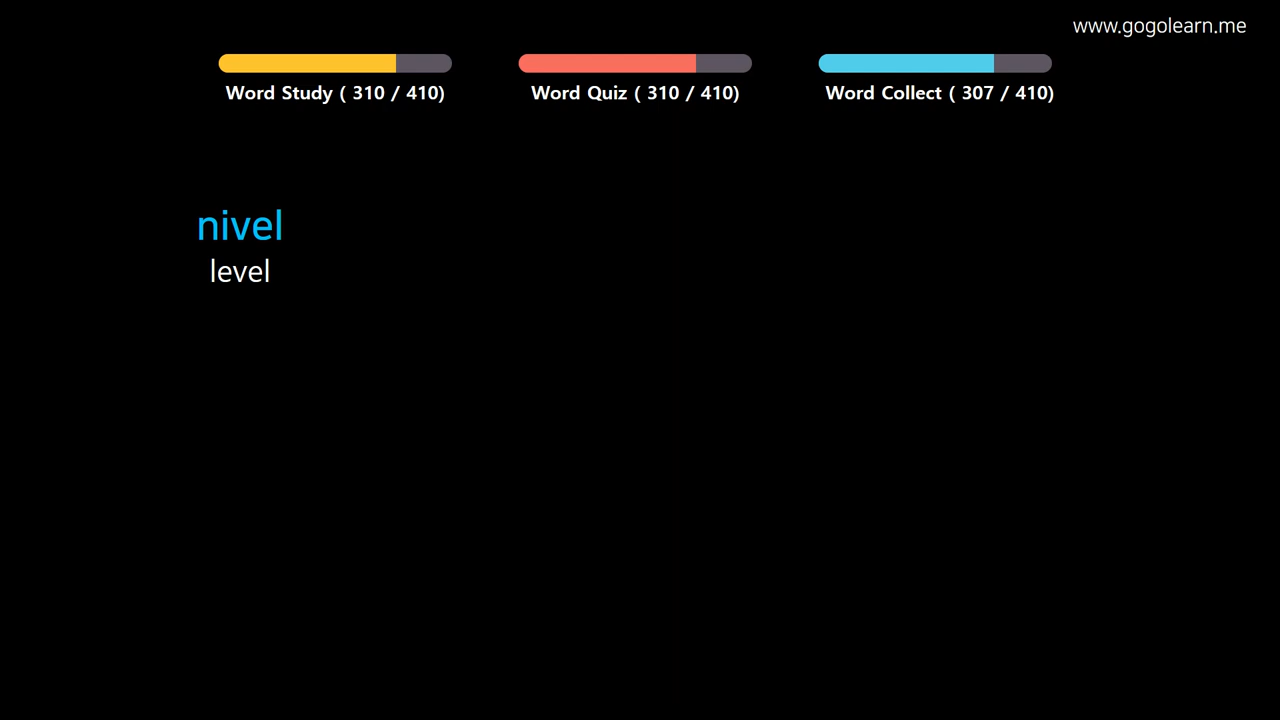 www.gogolearn.me
Word Study ( 310 / 410)
Word Quiz ( 310 / 410)
Word Collect ( 307 / 410)
nivel
level